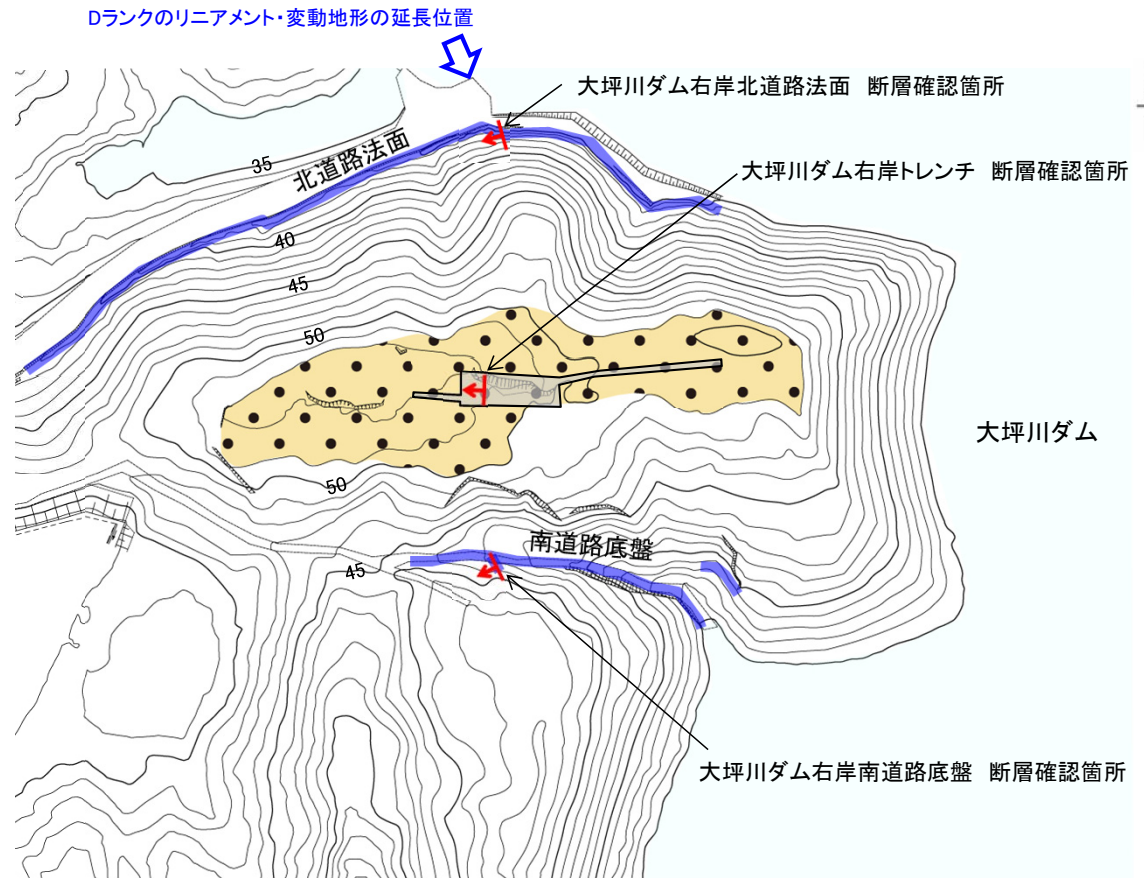 Dランクのリニアメント・変動地形の延長位置
大坪川ダム右岸北道路法面 断層確認箇所
北道路法面
35
大坪川ダム右岸トレンチ 断層確認箇所
40
45
50
大坪川ダム
50
南道路底盤
45
大坪川ダム右岸南道路底盤 断層確認箇所